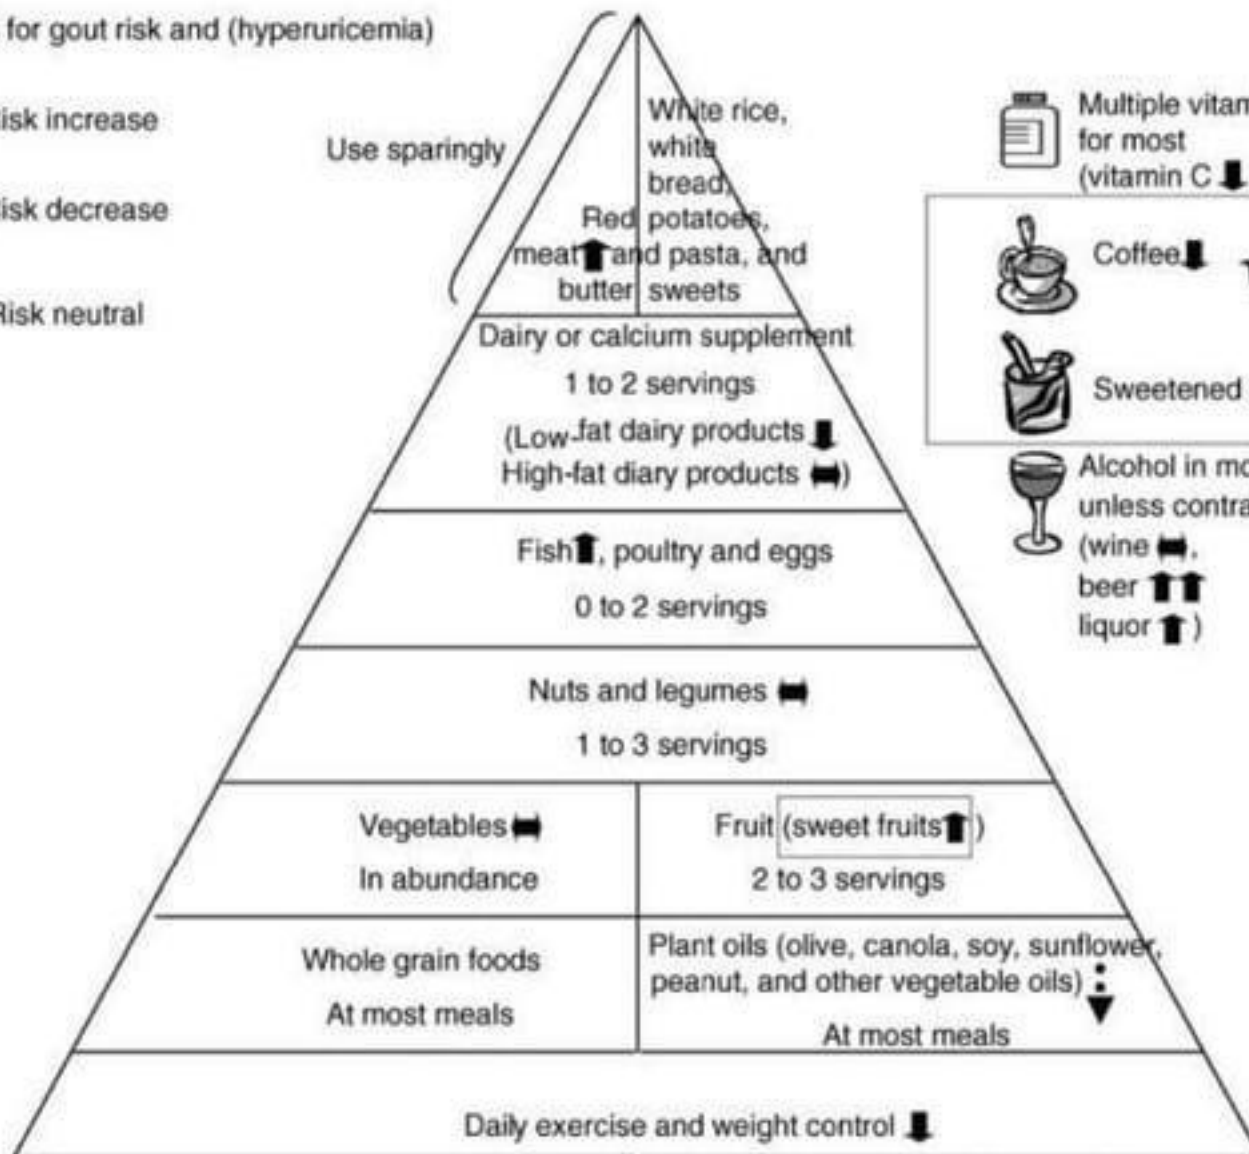 for gout risk and (hyperuricemia)
isk increase
isk decrease
Risk neutral
Use sparingly
White rice,
white
bread,
Red potatoes,
meat and pasta, and
butter sweets
Dairy or calcium supplement
1 to 2 servings
(Low-fat dairy products
High-fat diary products )
Fish , poultry and eggs
0 to 2 servings
Nuts and legumes
1 to 3 servings
Vegetables
In abundance
Fruit (sweet fruits )
2 to 3 servings
Whole grain foods
At most meals
Plant oils (olive, canola, soy, sunflower,
peanut, and other vegetable oils)
At most meals
Daily exercise and weight control
Multiple vitam
for most
(vitamin C
Coffee
Sweetened
Alcohol in mo
unless contra
(wine ,
beer
liquor )